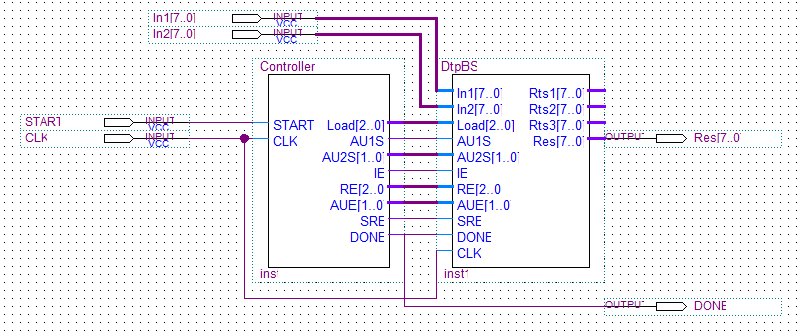 In1[7..0] INPUT
VCC
In2[7..0] INPUT
VCC
Controller
DtpBS
START INPUT
VCC
CLK INPUT
VCC
START Load[2..0]
CLK AU1S
AU2S[1..0]
IE
RE[2..0]
AUE[1..0]
SRE
DONE
inst
In1[7..0] Rts1[7..0]
In2[7..0] Rts2[7..0]
Load[2..0] Rts3[7..0]
AU1S Res[7..0]
AU2S[1..0]
IE
RE[2..0]
AUE[1..0]
SRE
DONE
CLK
inst1
OUTPUT Res[7..0
OUTPUT DONE